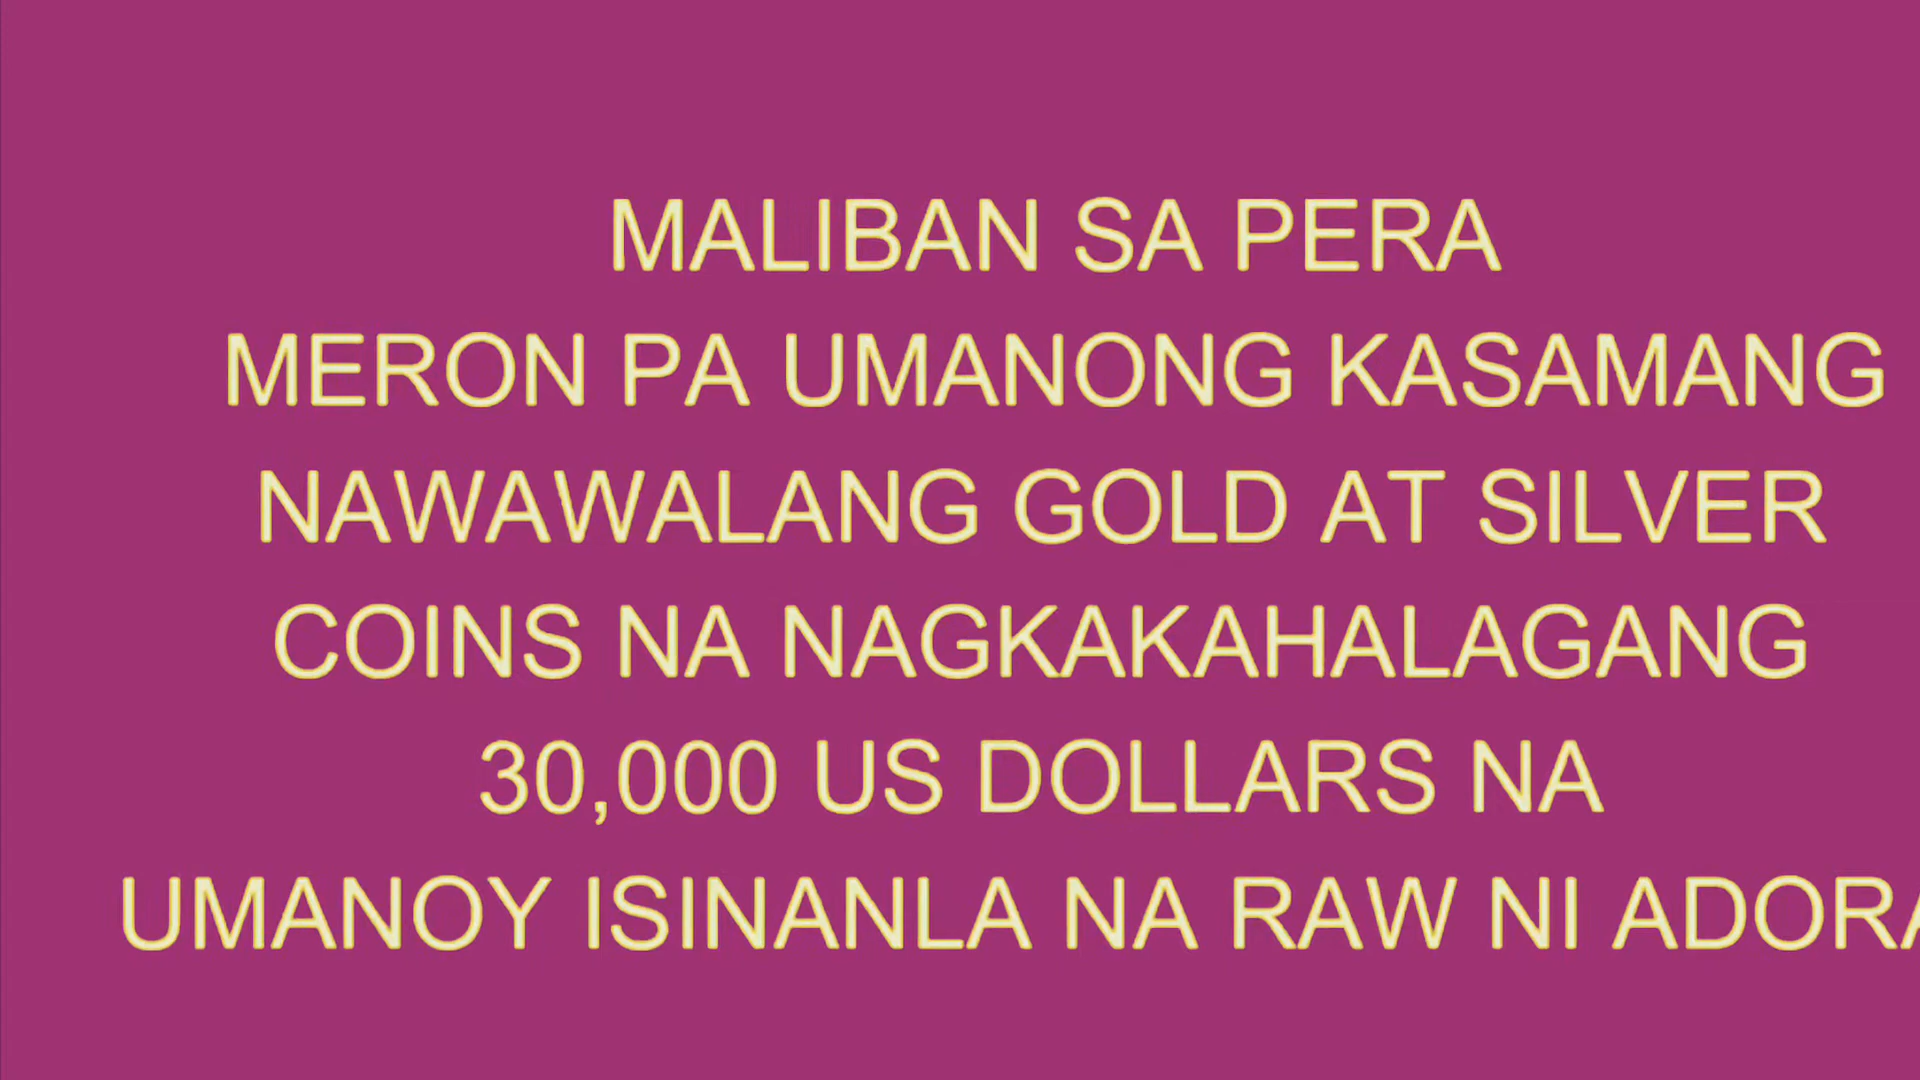 MALIBAN SA PERA
MERON PA UMANONG KASAMANG
NAWAWALANG GOLD AT SILVER
COINS NA NAGKAKAHALAGANG
30,000 US DOLLARS NA
UMANOY ISINANLA NA RAW NI ADORA